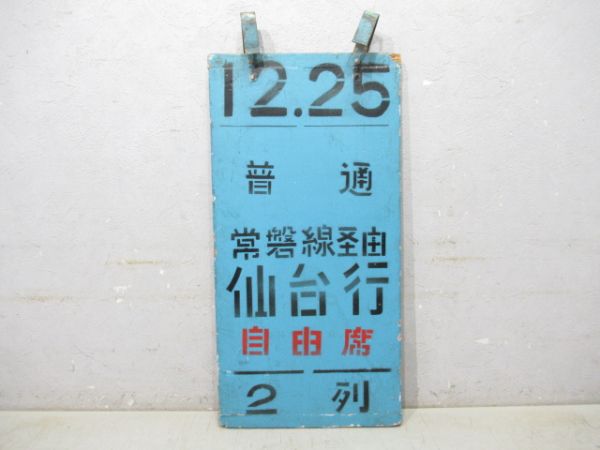 12.25
普通
常磐線経由
仙台行
自由席
2列